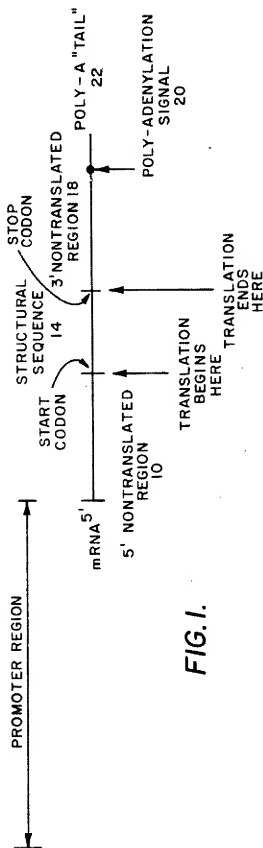 PROMOTER REGION
mRNA 5'
5' NONTRANSLATED
REGION 10
START
CODON
STRUCTURAL
SEQUENCE
14
STOP
CODON
3' NONTRANSLATED
REGION 18
POLY-A "TAIL"
22
TRANSLATION
BEGINS
HERE
TRANSLATION
ENDS
HERE
POLY-ADENYLATION
SIGNAL
20
FIG. 1.